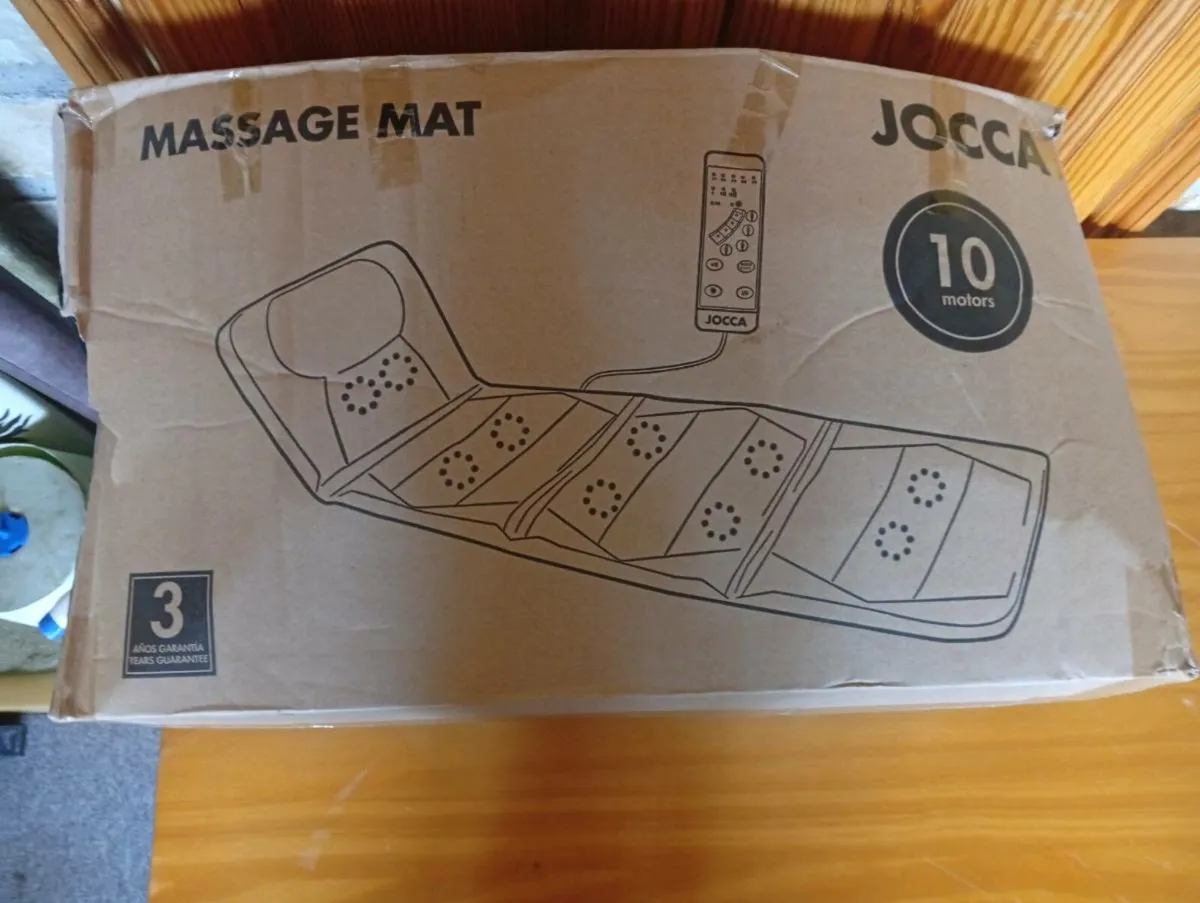 MASSAGE MAT
JOCCA
10
motors
JOCCA
3
AÑOS GARANTÍA
YEARS GUARANTEE